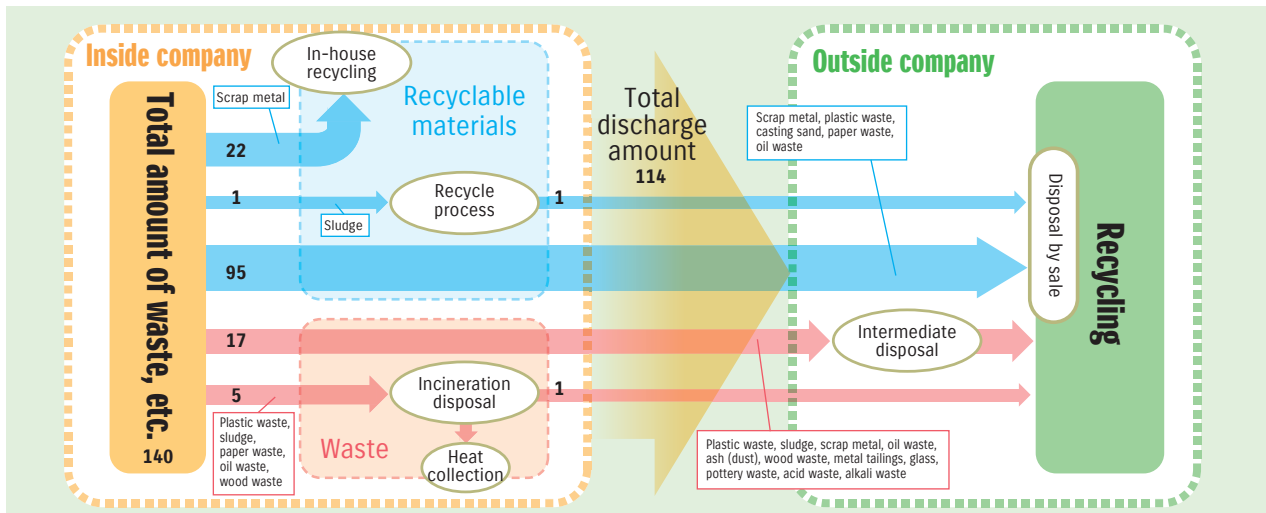 Inside company
Total amount of waste, etc.
140
Scrap metal
In-house
recycling
Recyclable
materials
22
1
Sludge
Recycle
process
1
95
17
5
Plastic waste,
sludge,
paper waste,
oil waste,
wood waste
Incineration
disposal
1
Waste
Heat
collection
Total
discharge
amount
114
Outside company
Scrap metal, plastic waste,
casting sand, paper waste,
oil waste
Disposal by sale
Recycling
Intermediate
disposal
Plastic waste, sludge, scrap metal, oil waste,
ash (dust), wood waste, metal tailings, glass,
pottery waste, acid waste, alkali waste